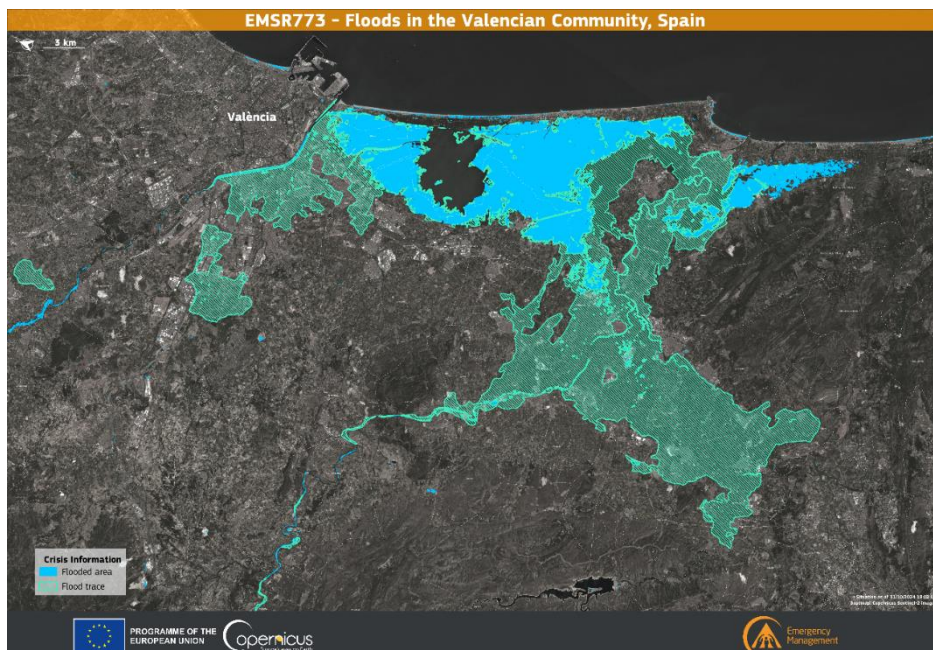 EMSR773 - Floods in the Valencian Community, Spain
3 km
València
Crisis Information
Flooded area
Flood trace
PROGRAMME OF THE
EUROPEAN UNION
opernicus
Emergency
Management